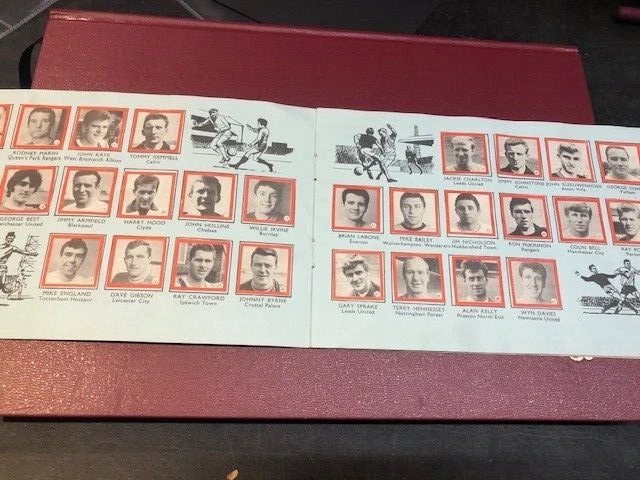 RODNEY MARSH
Queen's Park Rangers
JOHN KAYE
West Bromwich Albion
TOMMY GEMMELL
Celtic
GEORGE BEST
Manchester United
JIMMY ARMFIELD
Blackpool
HARRY HOOD
Clyde
JOHN HOLLINS
Chelsea
WILLIE IRVINE
Burnley
MIKE ENGLAND
Tottenham Hotspur
DAVE GIBSON
Leicester City
RAY CRAWFORD
Ipswich Town
JOHNNY BYRNE
Crystal Palace
JACKIE CHARLTON
Leeds United
JIMMY JOHNSTONE
Celtic
JOHN SLEEUWENHOEK
Aston Villa
GEORGE
Fulham
BRIAN LABONE
Everton
MIKE BAILEY
Wolverhampton Wanderers
JIM NICHOLSON
Huddersfield Town
RON McKINNON
Rangers
COLIN BELL
Manchester City
GARY SPRAKE
Leeds United
TERRY HENNESSEY
Nottingham Forest
ALAN KELLY
Preston North End
WYN DAVIES
Newcastle United